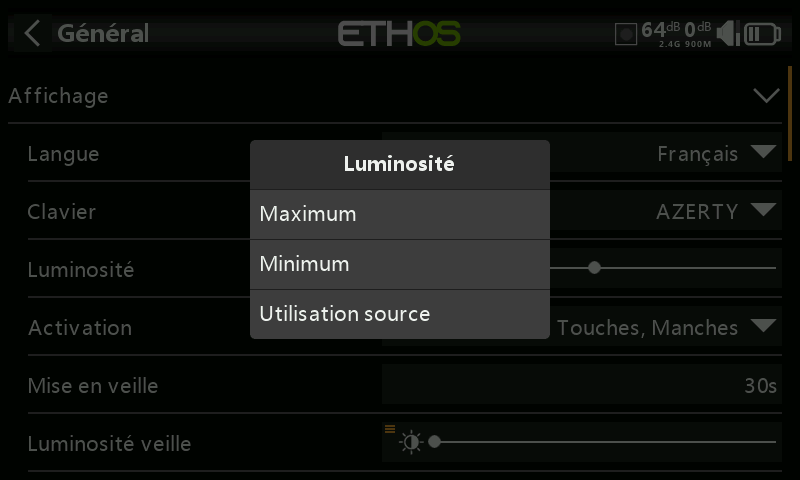 Général
ETHOS
64dB 0dB
2.4G 900M
Affichage
Langue
Français
Clavier
AZERTY
Luminosité
Activation
Touches, Manches
Mise en veille
30s
Luminosité veille
Luminosité
Maximum
Minimum
Utilisation source